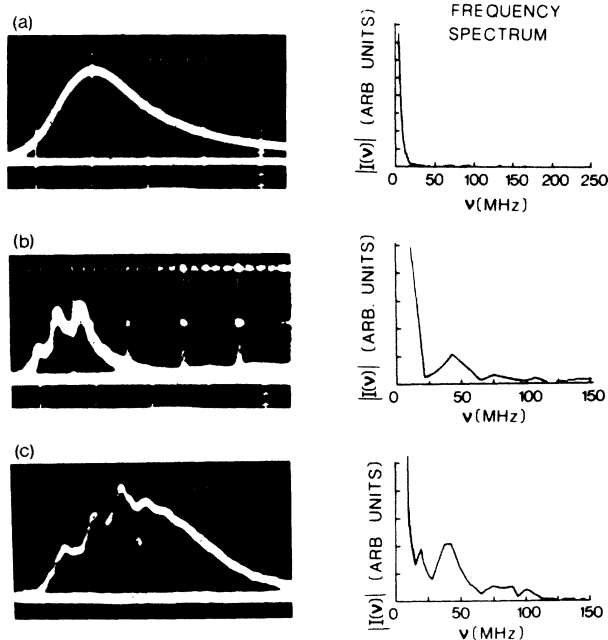 (a)
FREQUENCY
SPECTRUM
|I(ν)| (ARB UNITS)
0 50 100 150 200 250
ν(MHz)
(b)
|I(ν)| (ARB. UNITS)
50 100 150
ν(MHz)
(c)
|I(ν)| (ARB UNITS)
0 50 100 150
ν(MHz)